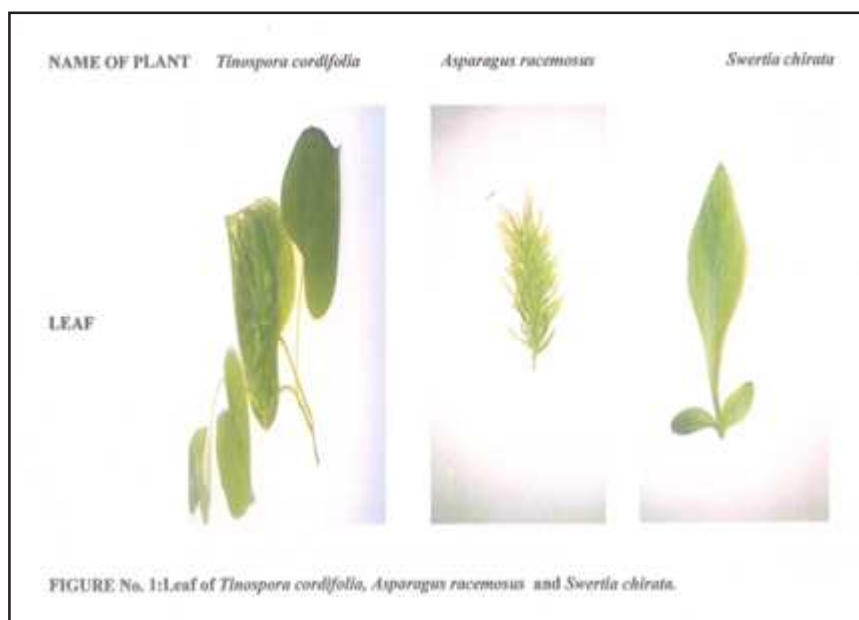 NAME OF PLANT Tinospora cordifolia Asparagus racemosus Swertia chirata
LEAF
FIGURE No. 1:Leaf of Tinospora cordifolia, Asparagus racemosus and Swertia chirata.